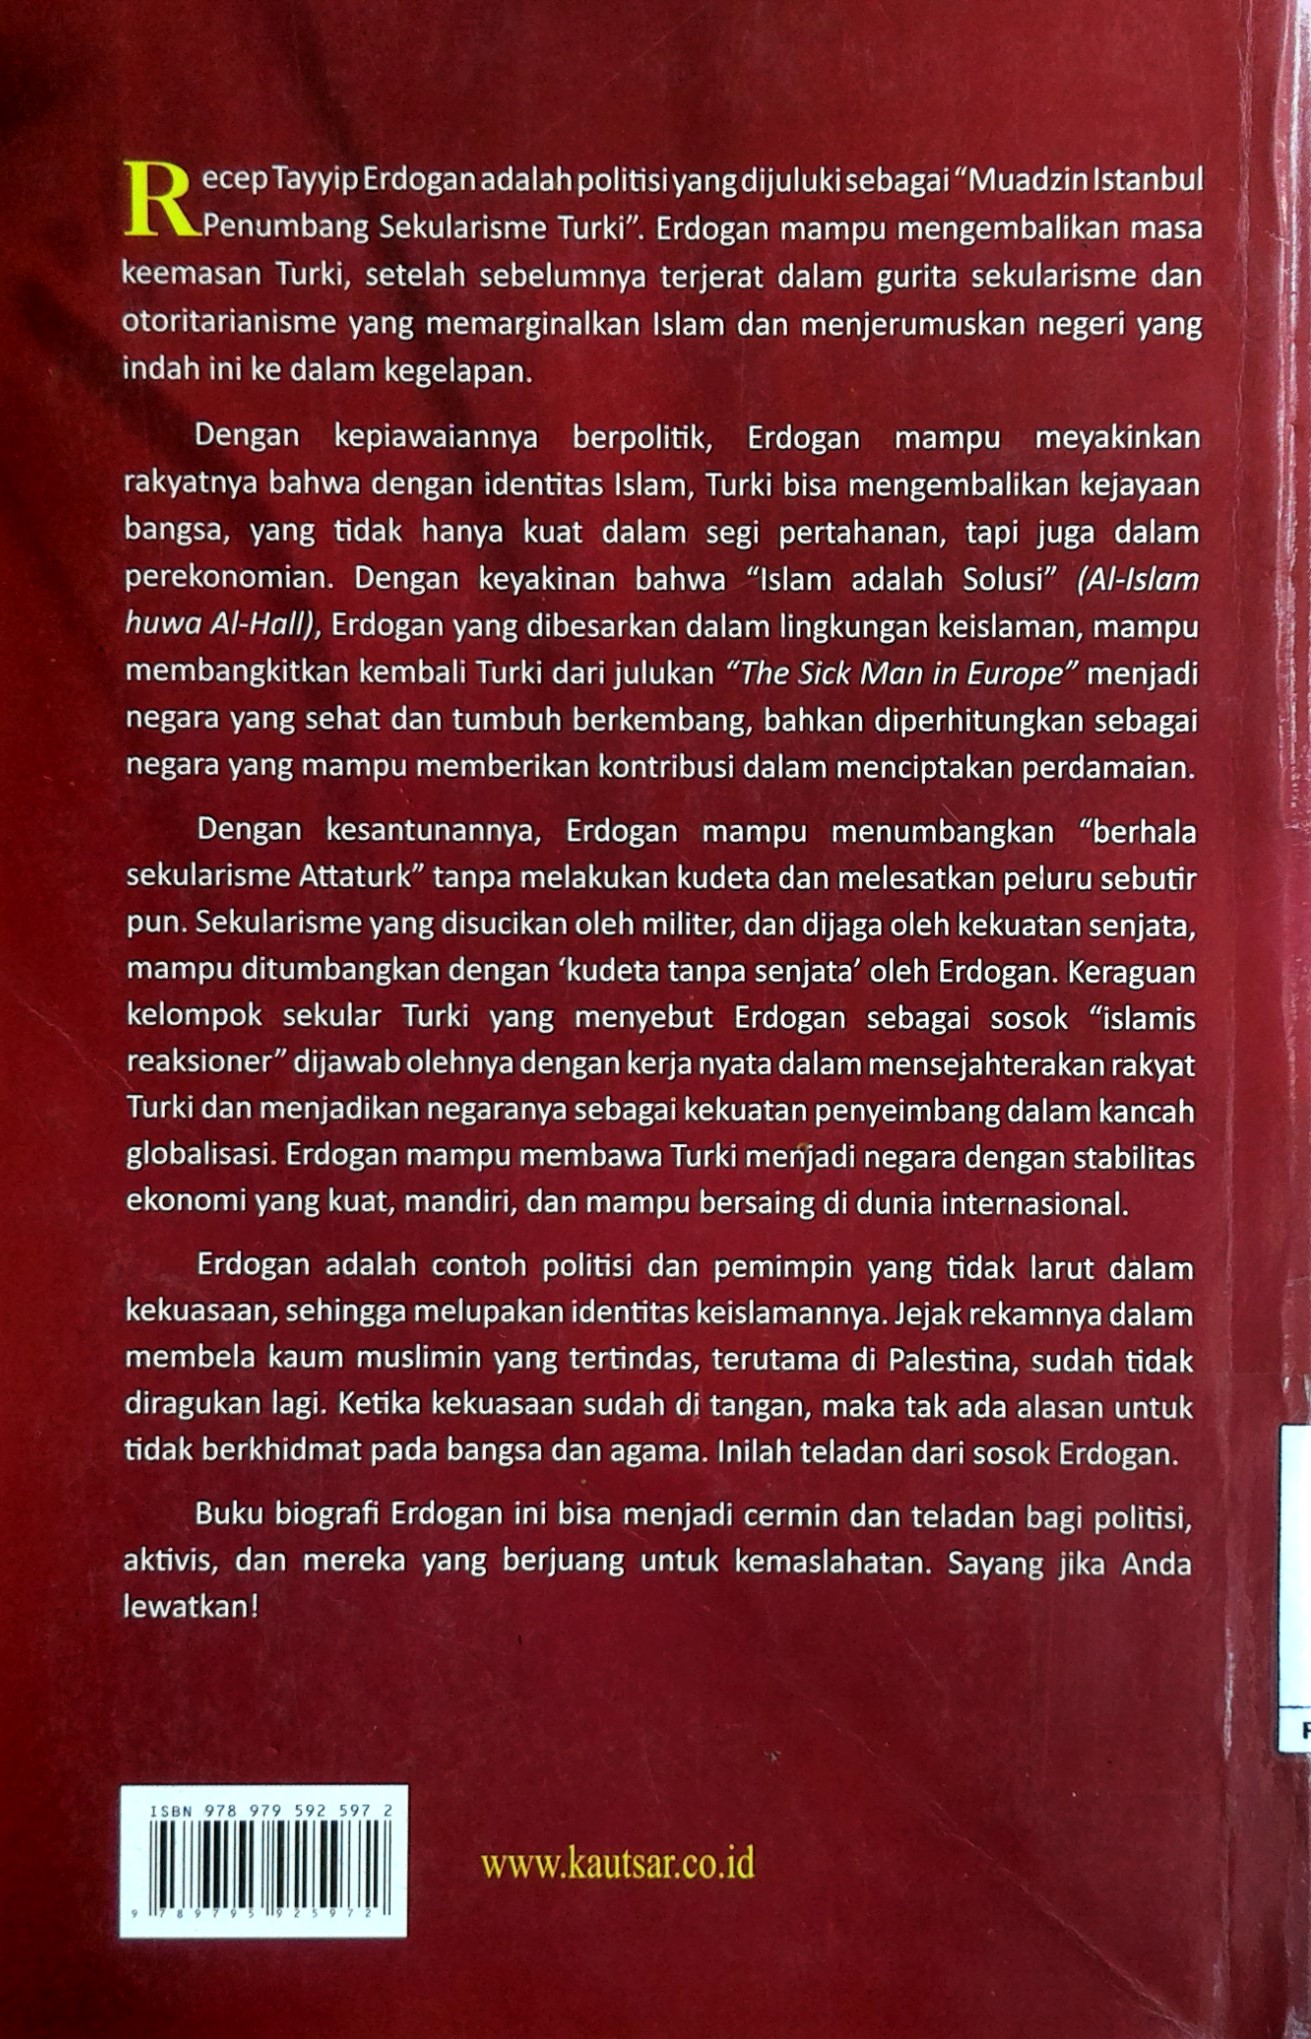 Recep Tayyip Erdogan adalah politisi yang dijuluki sebagai “Muadzin Istanbul
Penumbang Sekularisme Turki”. Erdogan mampu mengembalikan masa
keemasan Turki, setelah sebelumnya terjerat dalam gurita sekularisme dan
otoritarianisme yang memarginalkan Islam dan menjerumuskan negeri yang
indah ini ke dalam kegelapan.
Dengan kepiawaiannya berpolitik, Erdogan mampu meyakinkan
rakyatnya bahwa dengan identitas Islam, Turki bisa mengembalikan kejayaan
bangsa, yang tidak hanya kuat dalam segi pertahanan, tapi juga dalam
perekonomian. Dengan keyakinan bahwa “Islam adalah Solusi” (Al-Islam
huwa Al-Hall), Erdogan yang dibesarkan dalam lingkungan keislaman, mampu
membangkitkan kembali Turki dari julukan “The Sick Man in Europe” menjadi
negara yang sehat dan tumbuh berkembang, bahkan diperhitungkan sebagai
negara yang mampu memberikan kontribusi dalam menciptakan perdamaian.
Dengan kesantunannya, Erdogan mampu menumbangkan “berhala
sekularisme Attaturk” tanpa melakukan kudeta dan melesatkan peluru sebutir
pun. Sekularisme yang disucikan oleh militer, dan dijaga oleh kekuatan senjata,
mampu ditumbangkan dengan ‘kudeta tanpa senjata’ oleh Erdogan. Keraguan
kelompok sekular Turki yang menyebut Erdogan sebagai sosok “islamis
reaksioner” dijawab olehnya dengan kerja nyata dalam mensejahterakan rakyat
Turki dan menjadikan negaranya sebagai kekuatan penyeimbang dalam kancah
globalisasi. Erdogan mampu membawa Turki menjadi negara dengan stabilitas
ekonomi yang kuat, mandiri, dan mampu bersaing di dunia internasional.
Erdogan adalah contoh politisi dan pemimpin yang tidak larut dalam
kekuasaan, sehingga melupakan identitas keislamannya. Jejak rekamnya dalam
membela kaum muslimin yang tertindas, terutama di Palestina, sudah tidak
diragukan lagi. Ketika kekuasaan sudah di tangan, maka tak ada alasan untuk
tidak berkhidmat pada bangsa dan agama. Inilah teladan dari sosok Erdogan.
Buku biografi Erdogan ini bisa menjadi cermin dan teladan bagi politisi,
aktivis, dan mereka yang berjuang untuk kemaslahatan. Sayang jika Anda
lewatkan!
ISBN 978 979 592 597 2
9 789795 925972
www.kautsar.co.id